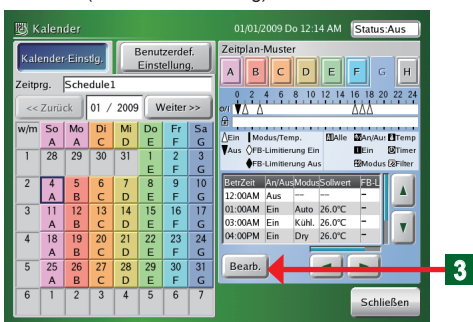 Kalender
01/01/2009 Do 12:14 AM Status:Aus
Kalender-Einstlg.
Benutzerdef. Einstellung.
Zeitprg. Schedule1
<< Zurück 01 / 2009 Weiter >>
w/m So Mo Di Mi Do Fr Sa
A A C D E F G
1 28 29 30 31 1 2 3
E F G
2 4 5 6 7 8 9 10
A B C D E F G
3 11 12 13 14 15 16 17
A B C D E F G
4 18 19 20 21 22 23 24
A B C D E F G
5 25 26 27 28 29 30 31
A B C D E F G
6 1 2 3 4 5 6 7
Zeitplan-Muster
A B C D E F G H
0 2 4 6 8 10 12 14 16 18 20 22 24
Ein Modus/Temp. Alle An/Aus Temp
Aus FB-Limitierung Ein Ein Timer
FB-Limitierung Aus Modus Filter
BetrZeit An/Aus Modus Sollwert FB-L
12:00AM Aus -- -- -
01:00AM Ein Auto 26.0°C -
03:00AM Ein Kühl. 26.0°C -
04:00PM Ein Dry 26.0°C -
Bearb.
3
Schließen